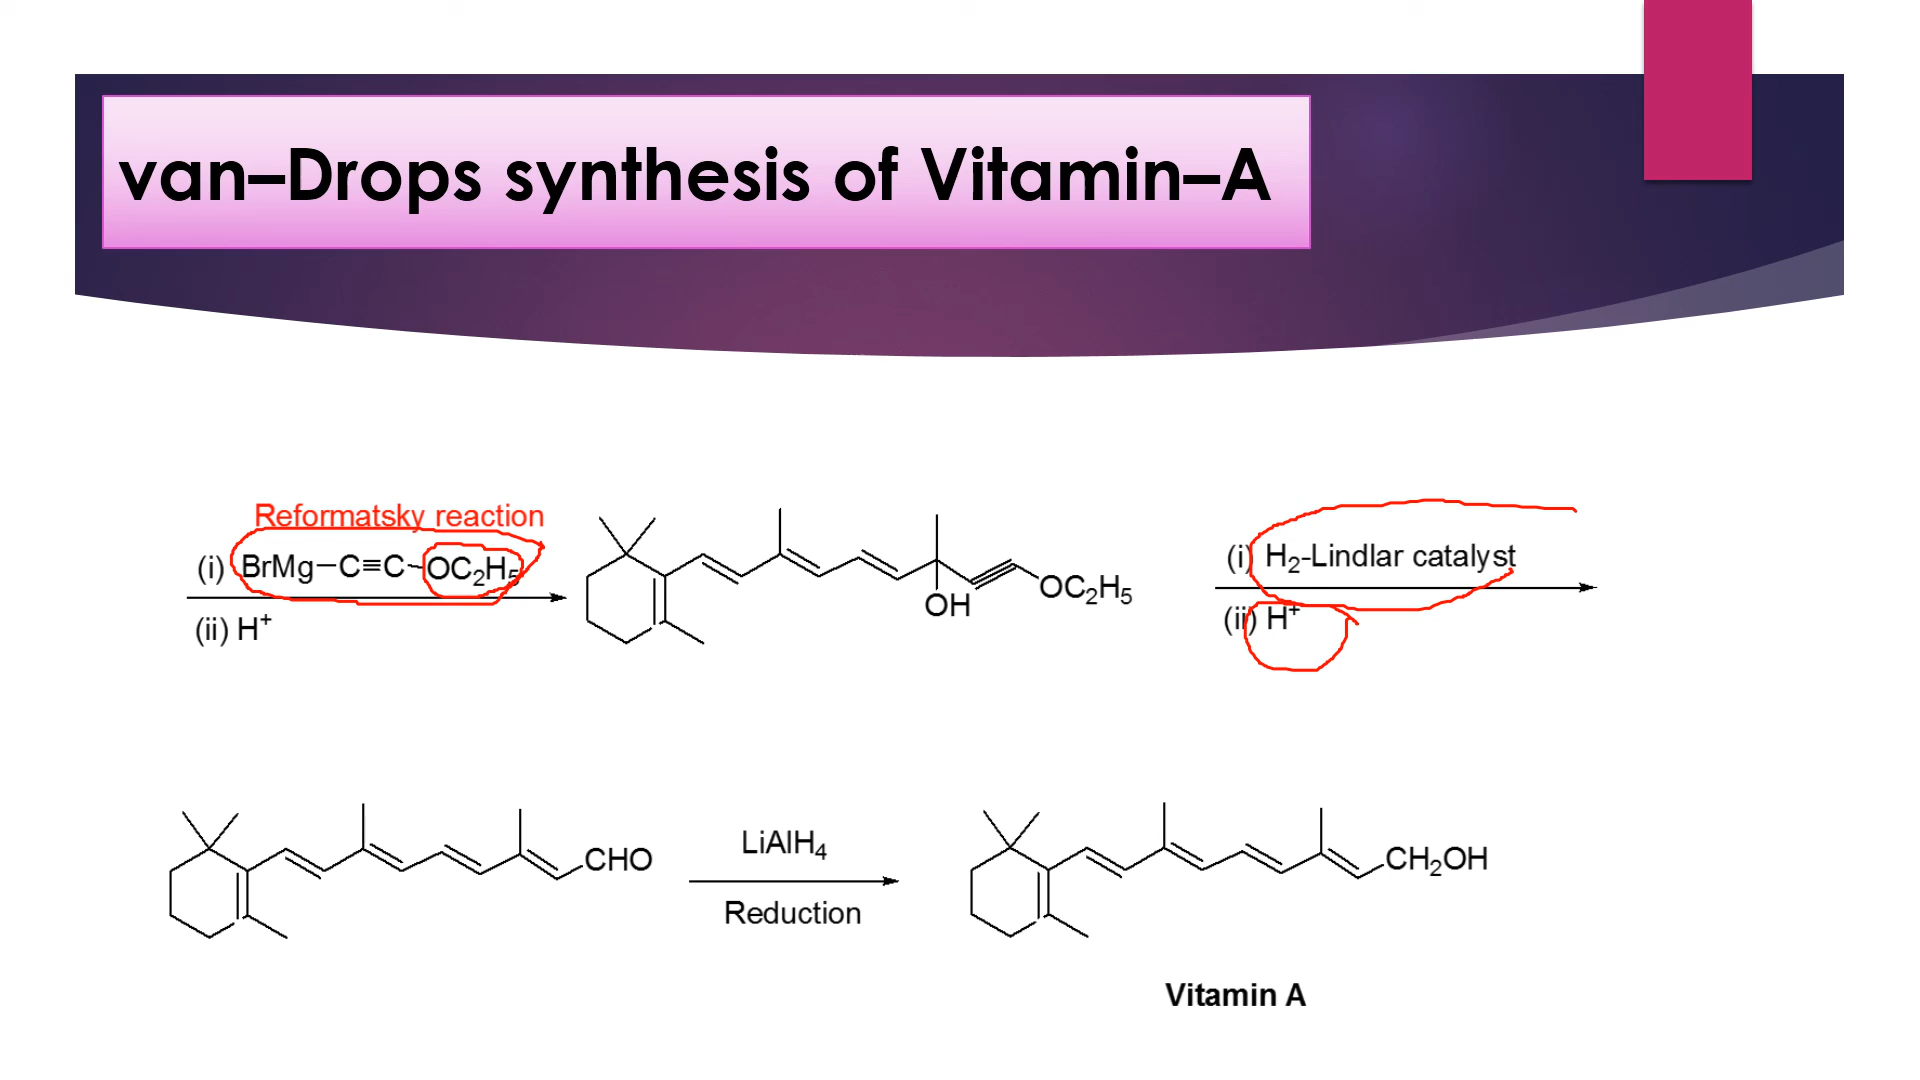 van–Drops synthesis of Vitamin–A
Reformatsky reaction
(i) BrMg−C≡C-OC₂H₅
(ii) H⁺
OH
OC₂H₅
(i) H₂-Lindlar catalyst
(ii) H⁺
CHO
LiAlH₄
Reduction
CH₂OH
Vitamin A